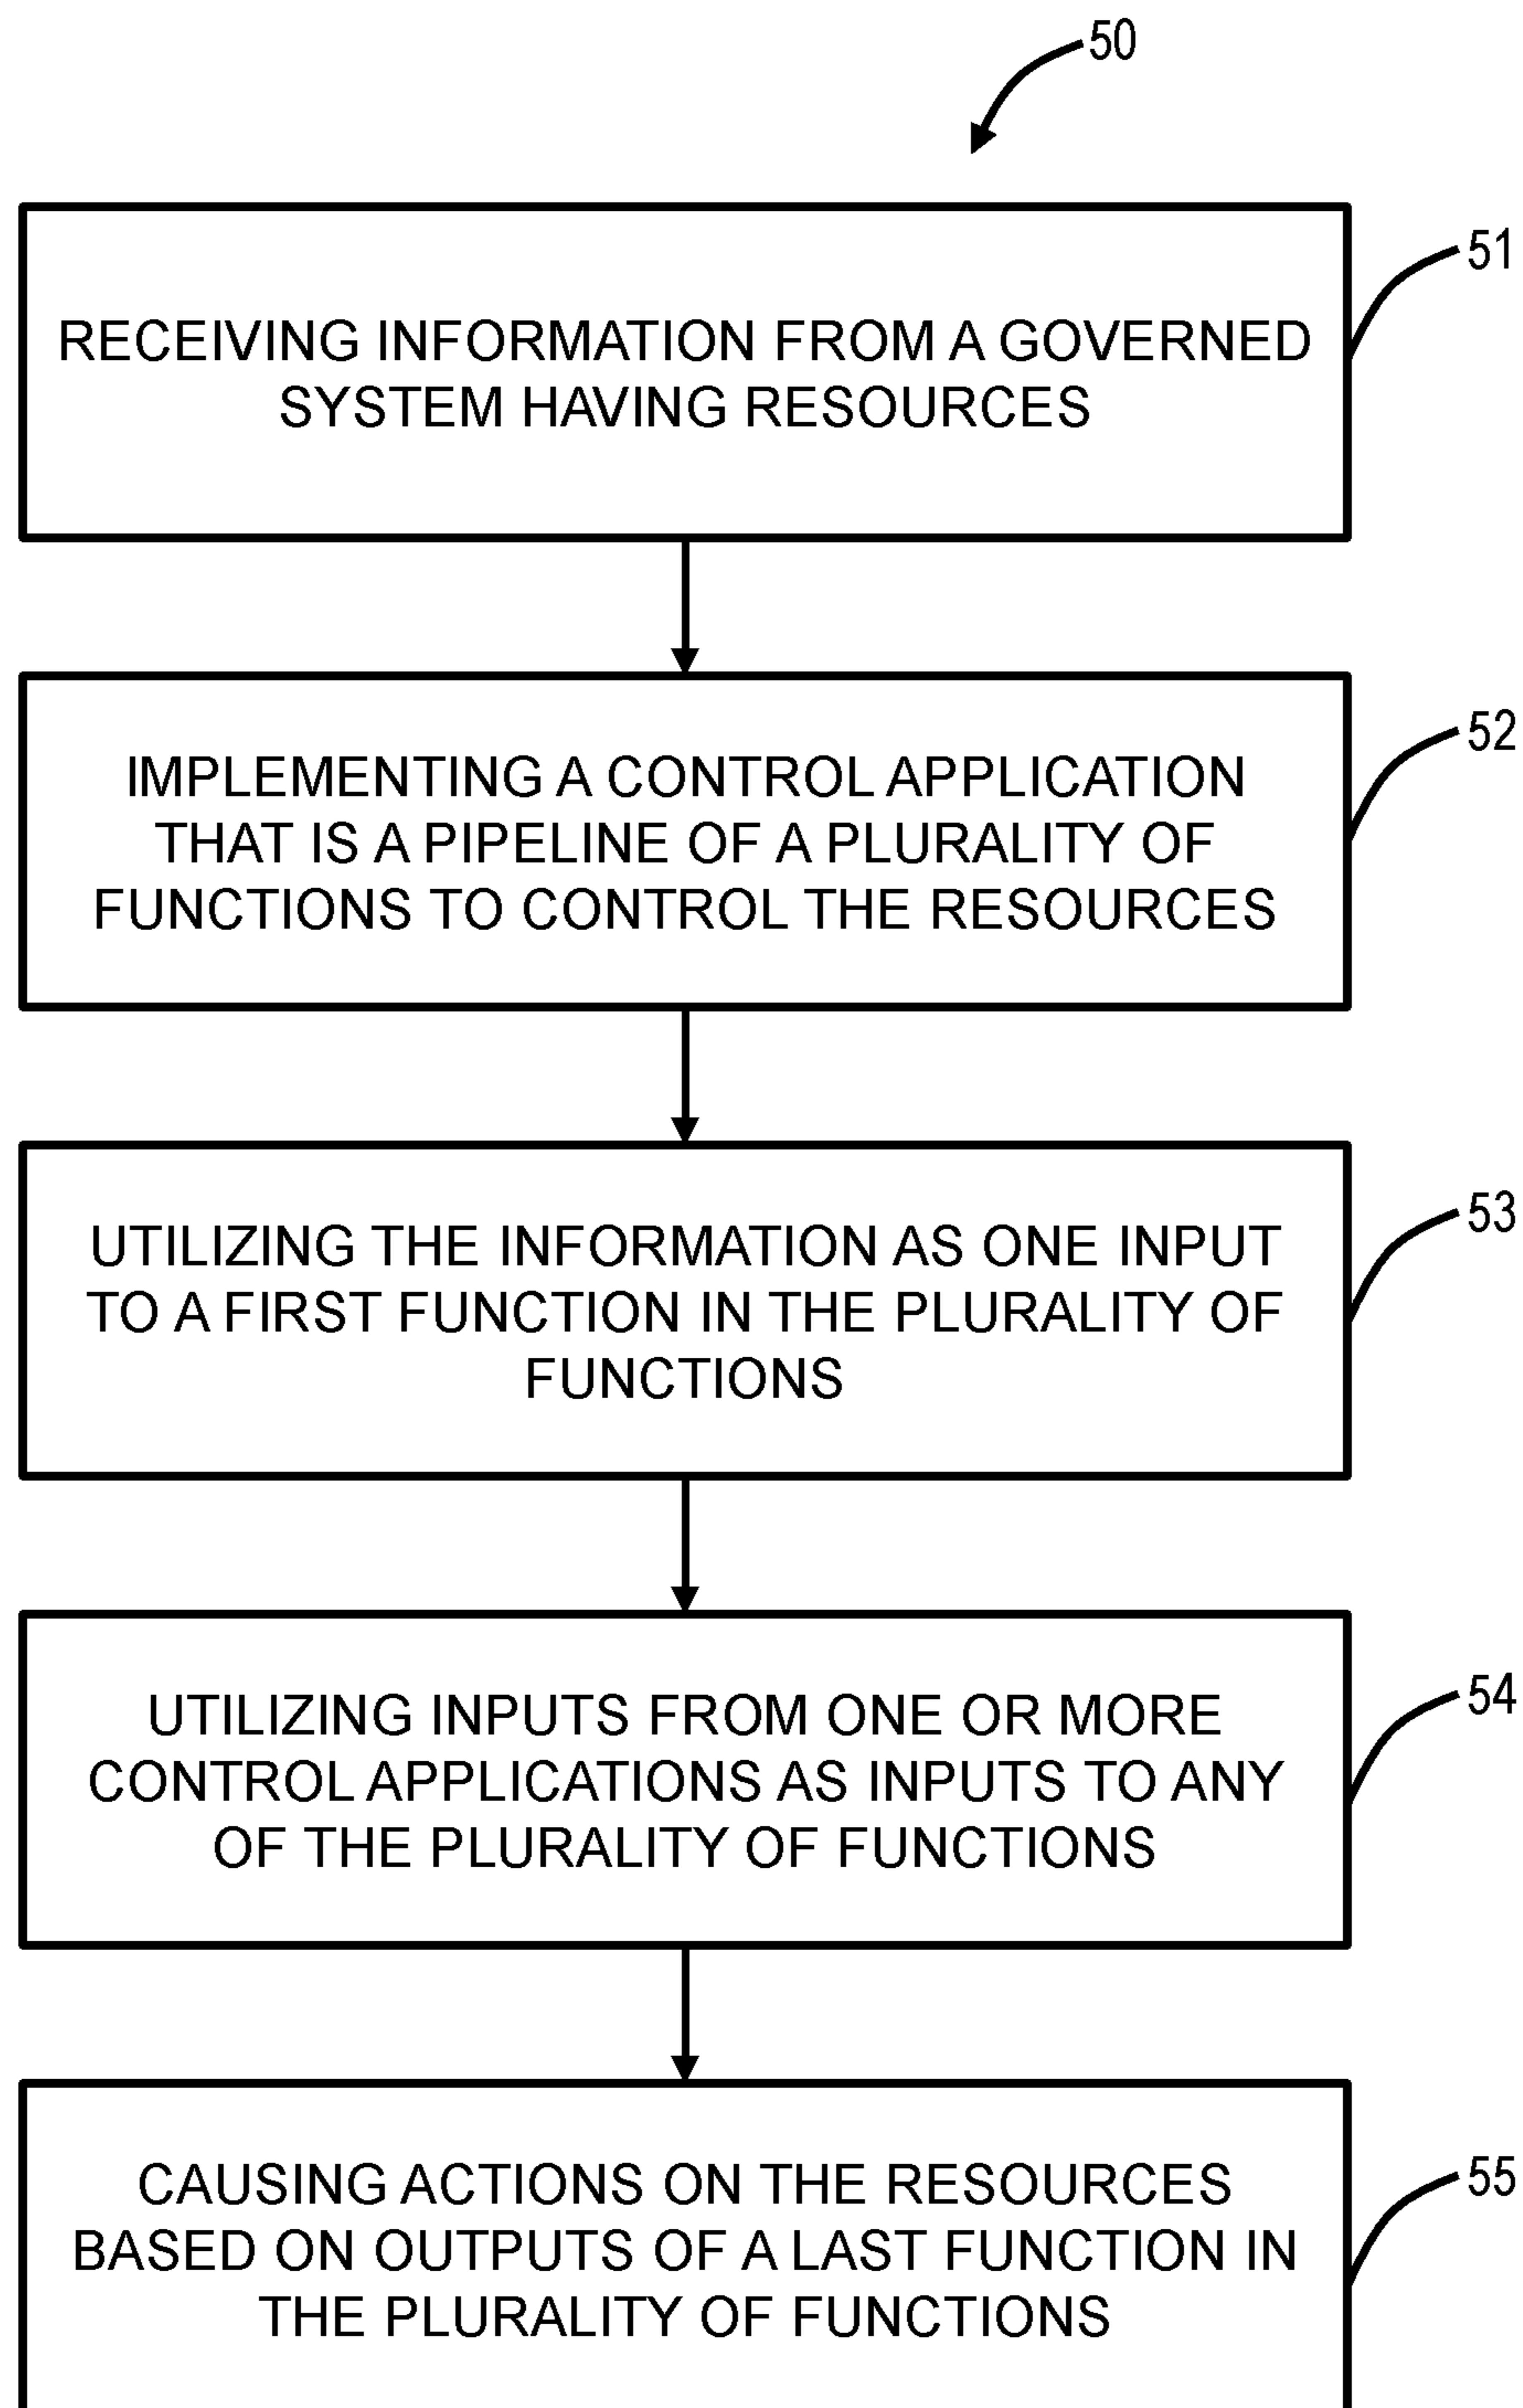 50
51
RECEIVING INFORMATION FROM A GOVERNED
SYSTEM HAVING RESOURCES
52
IMPLEMENTING A CONTROL APPLICATION
THAT IS A PIPELINE OF A PLURALITY OF
FUNCTIONS TO CONTROL THE RESOURCES
53
UTILIZING THE INFORMATION AS ONE INPUT
TO A FIRST FUNCTION IN THE PLURALITY OF
FUNCTIONS
54
UTILIZING INPUTS FROM ONE OR MORE
CONTROL APPLICATIONS AS INPUTS TO ANY
OF THE PLURALITY OF FUNCTIONS
55
CAUSING ACTIONS ON THE RESOURCES
BASED ON OUTPUTS OF A LAST FUNCTION IN
THE PLURALITY OF FUNCTIONS